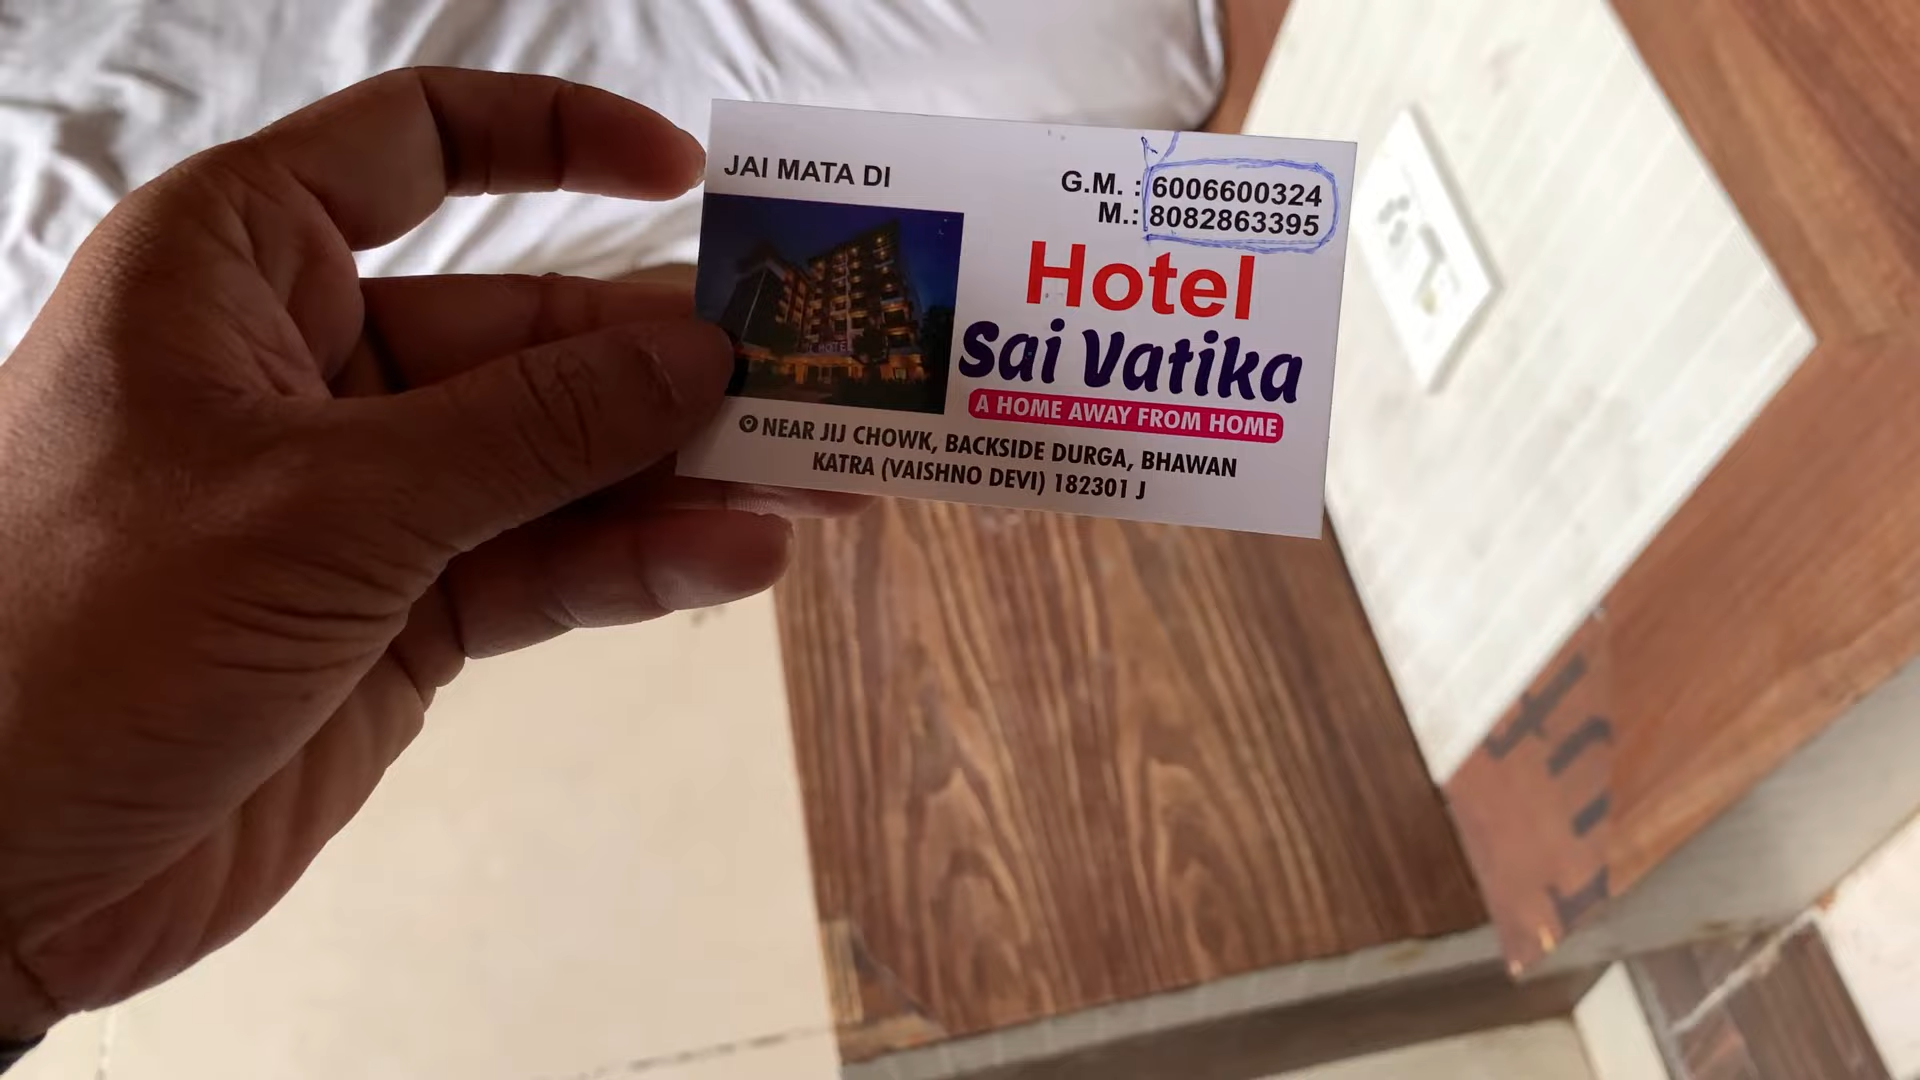 JAI MATA DI
G.M. : 6006600324
M.: 8082863395
Hotel
Sai Vatika
A HOME AWAY FROM HOME
NEAR JIJ CHOWK, BACKSIDE DURGA, BHAWAN
KATRA (VAISHNO DEVI) 182301 J
HOTEL